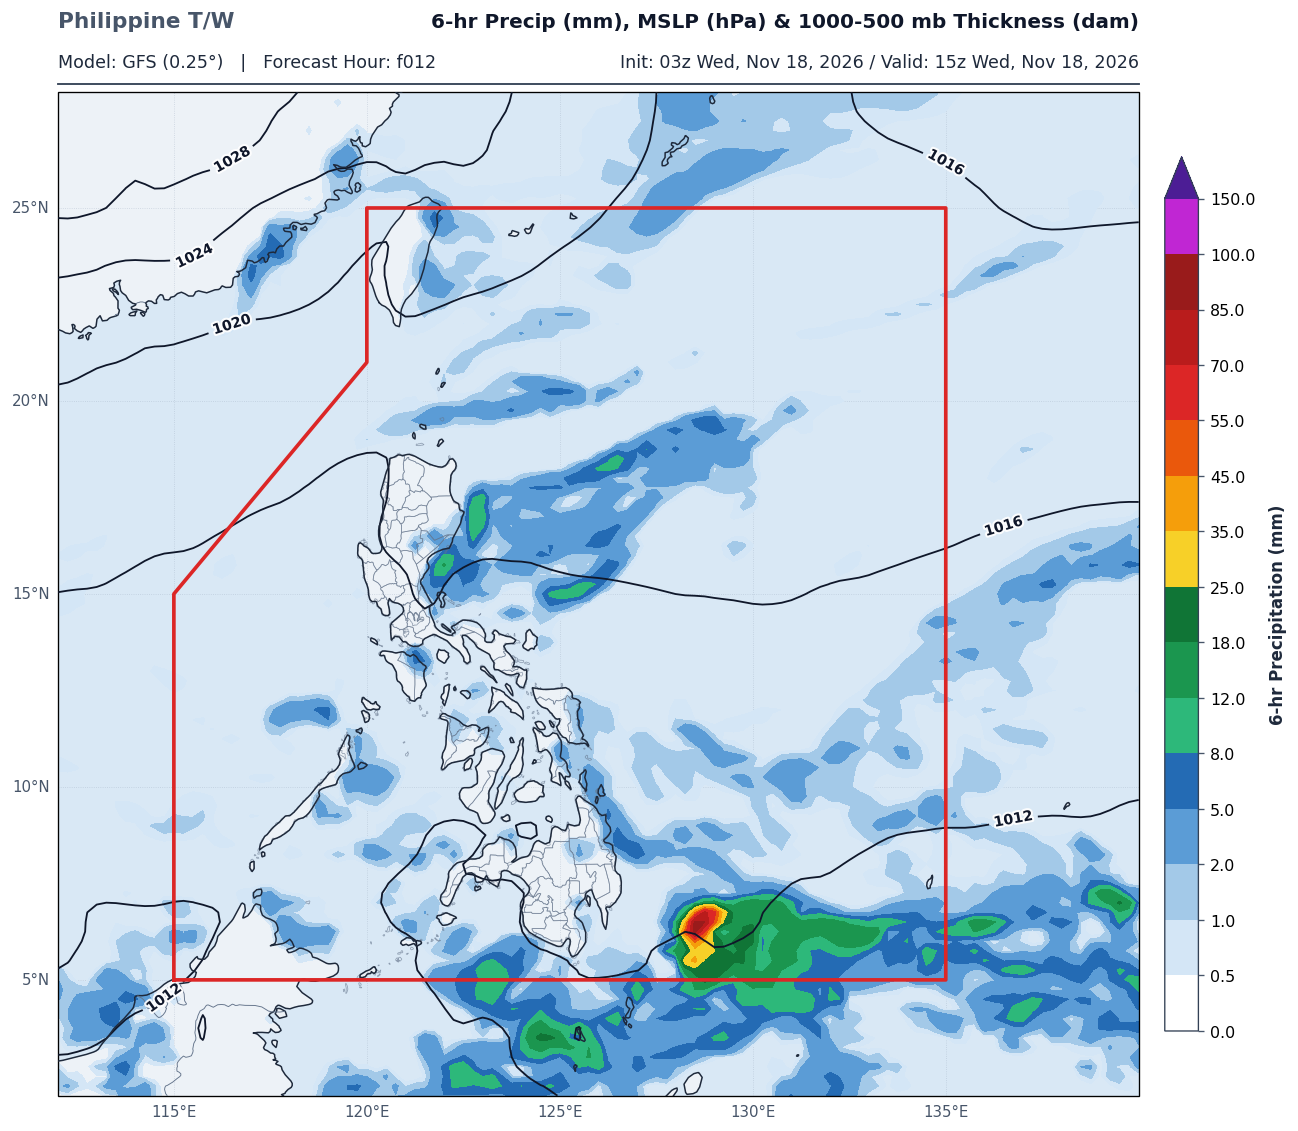 Philippine T/W
6-hr Precip (mm), MSLP (hPa) & 1000-500 mb Thickness (dam)
Model: GFS (0.25°) | Forecast Hour: f012
Init: 03z Wed, Nov 18, 2026 / Valid: 15z Wed, Nov 18, 2026
1028
1016
1024
1020
1016
1012
1012
25°N
20°N
15°N
10°N
5°N
115°E
120°E
125°E
130°E
135°E
150.0
100.0
85.0
70.0
55.0
45.0
35.0
25.0
18.0
12.0
8.0
5.0
2.0
1.0
0.5
0.0
6-hr Precipitation (mm)